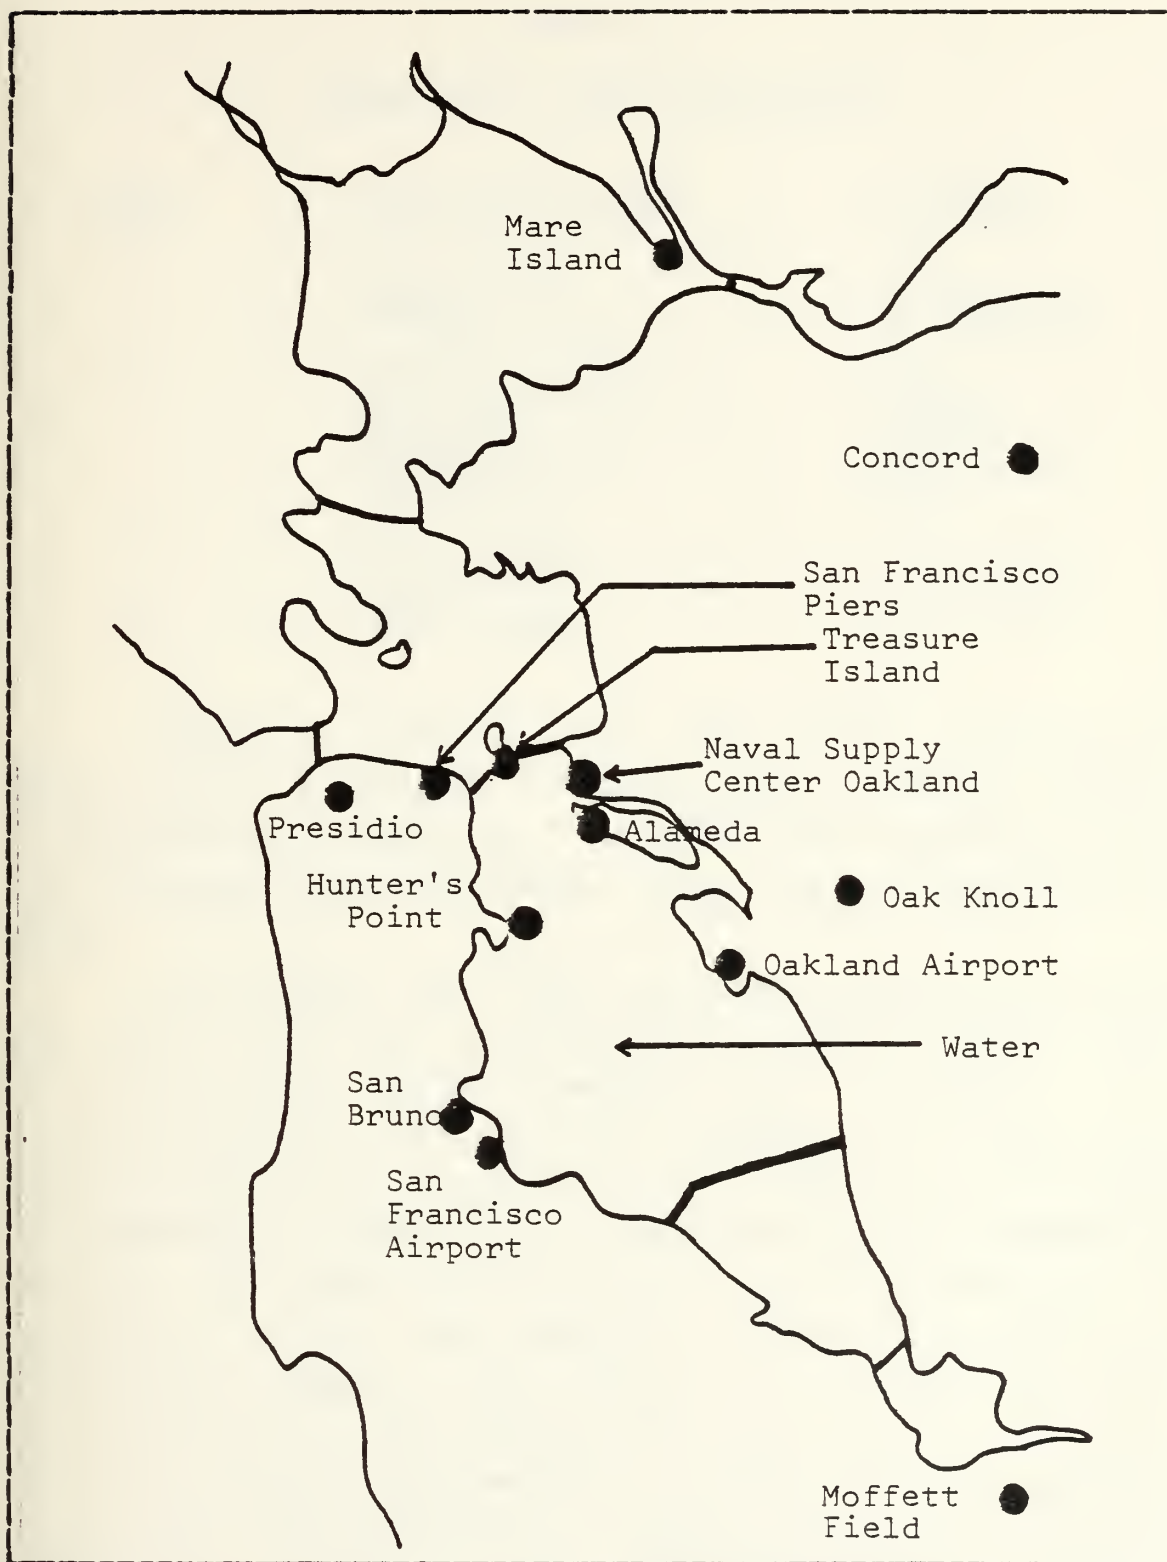 Mare
Island
Concord
San Francisco
Piers
Treasure
Island
Naval Supply
Center Oakland
Presidio
Alameda
Hunter's
Point
Oak Knoll
Oakland Airport
Water
San
Bruno
San
Francisco
Airport
Moffett
Field